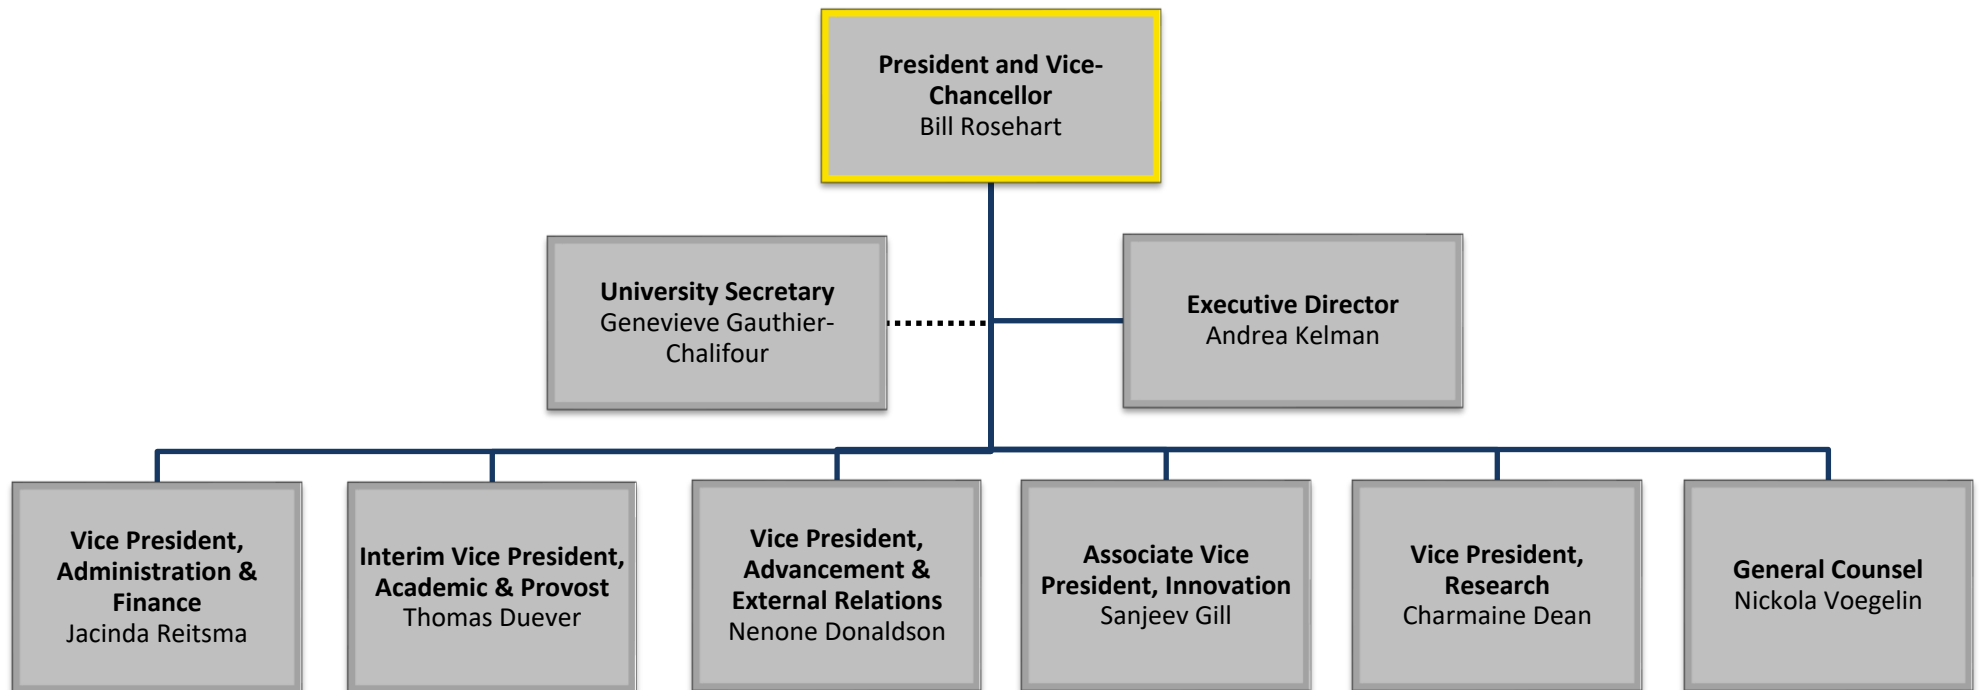 President and Vice-
Chancellor
Bill Rosehart
University Secretary
Genevieve Gauthier-
Chalifour
Executive Director
Andrea Kelman
Vice President,
Administration &
Finance
Jacinda Reitsma
Interim Vice President,
Academic & Provost
Thomas Duever
Vice President,
Advancement &
External Relations
Nenone Donaldson
Associate Vice
President, Innovation
Sanjeev Gill
Vice President,
Research
Charmaine Dean
General Counsel
Nickola Voegelin